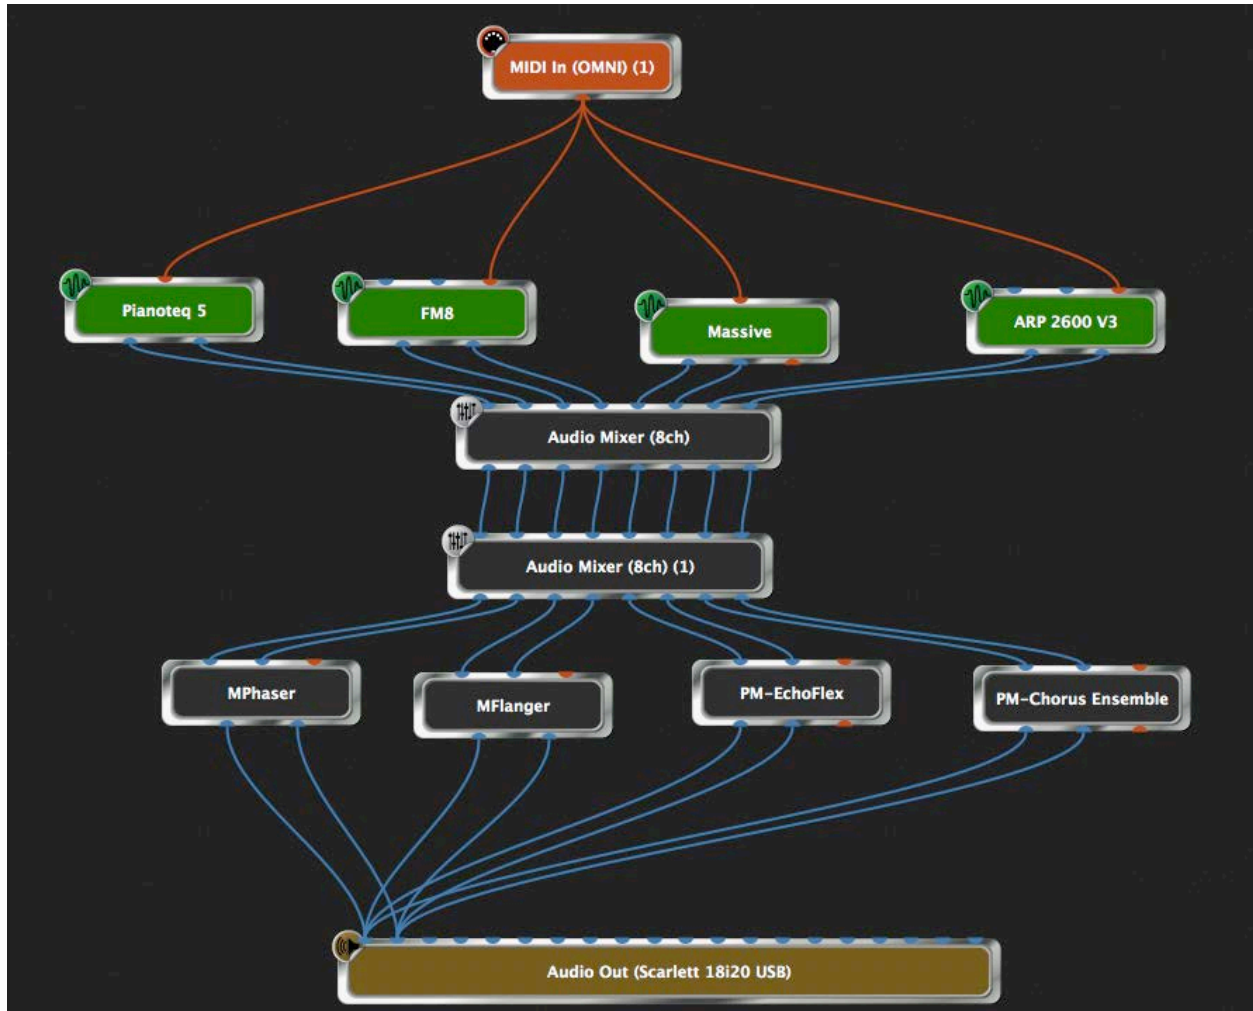 MIDI In (OMNI) (1)
Pianoteq 5
FM8
Massive
ARP 2600 V3
Audio Mixer (8ch)
Audio Mixer (8ch) (1)
MPhaser
MFlanger
PM-EchoFlex
PM-Chorus Ensemble
Audio Out (Scarlett 18i20 USB)